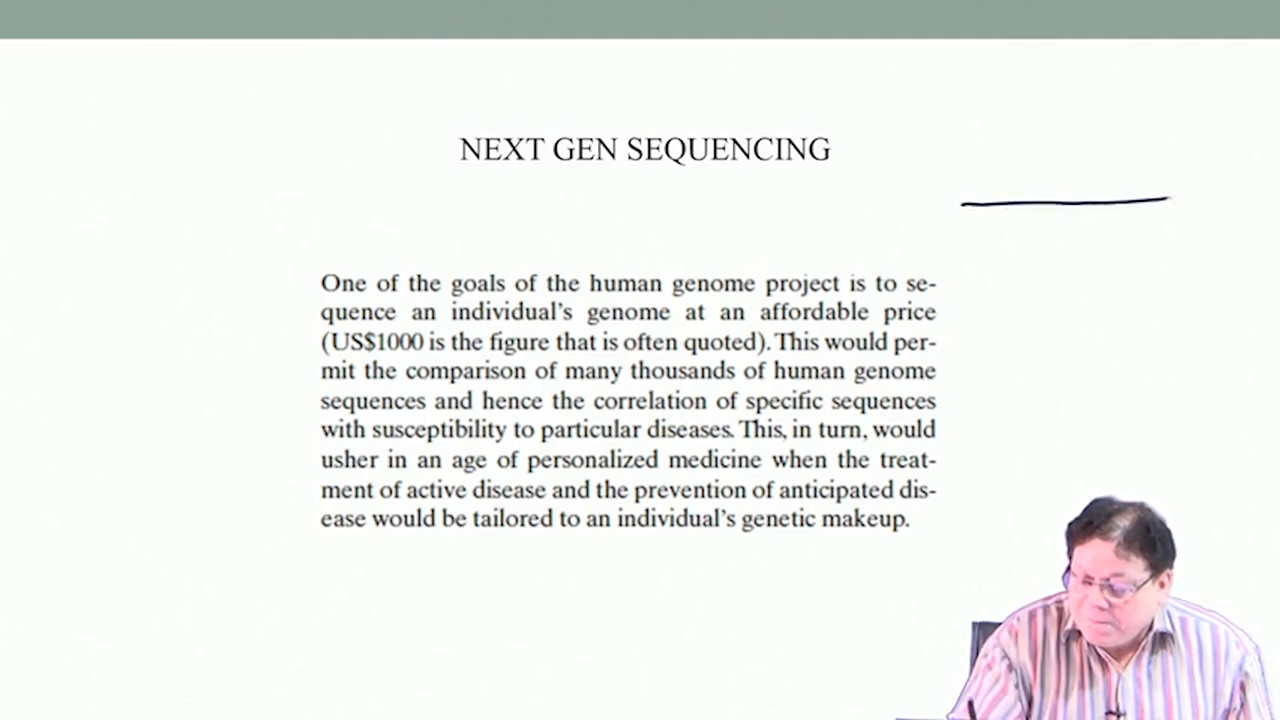 NEXT GEN SEQUENCING
One of the goals of the human genome project is to se-
quence an individual's genome at an affordable price
(US$1000 is the figure that is often quoted). This would per-
mit the comparison of many thousands of human genome
sequences and hence the correlation of specific sequences
with susceptibility to particular diseases. This, in turn, would
usher in an age of personalized medicine when the treat-
ment of active disease and the prevention of anticipated dis-
ease would be tailored to an individual's genetic makeup.